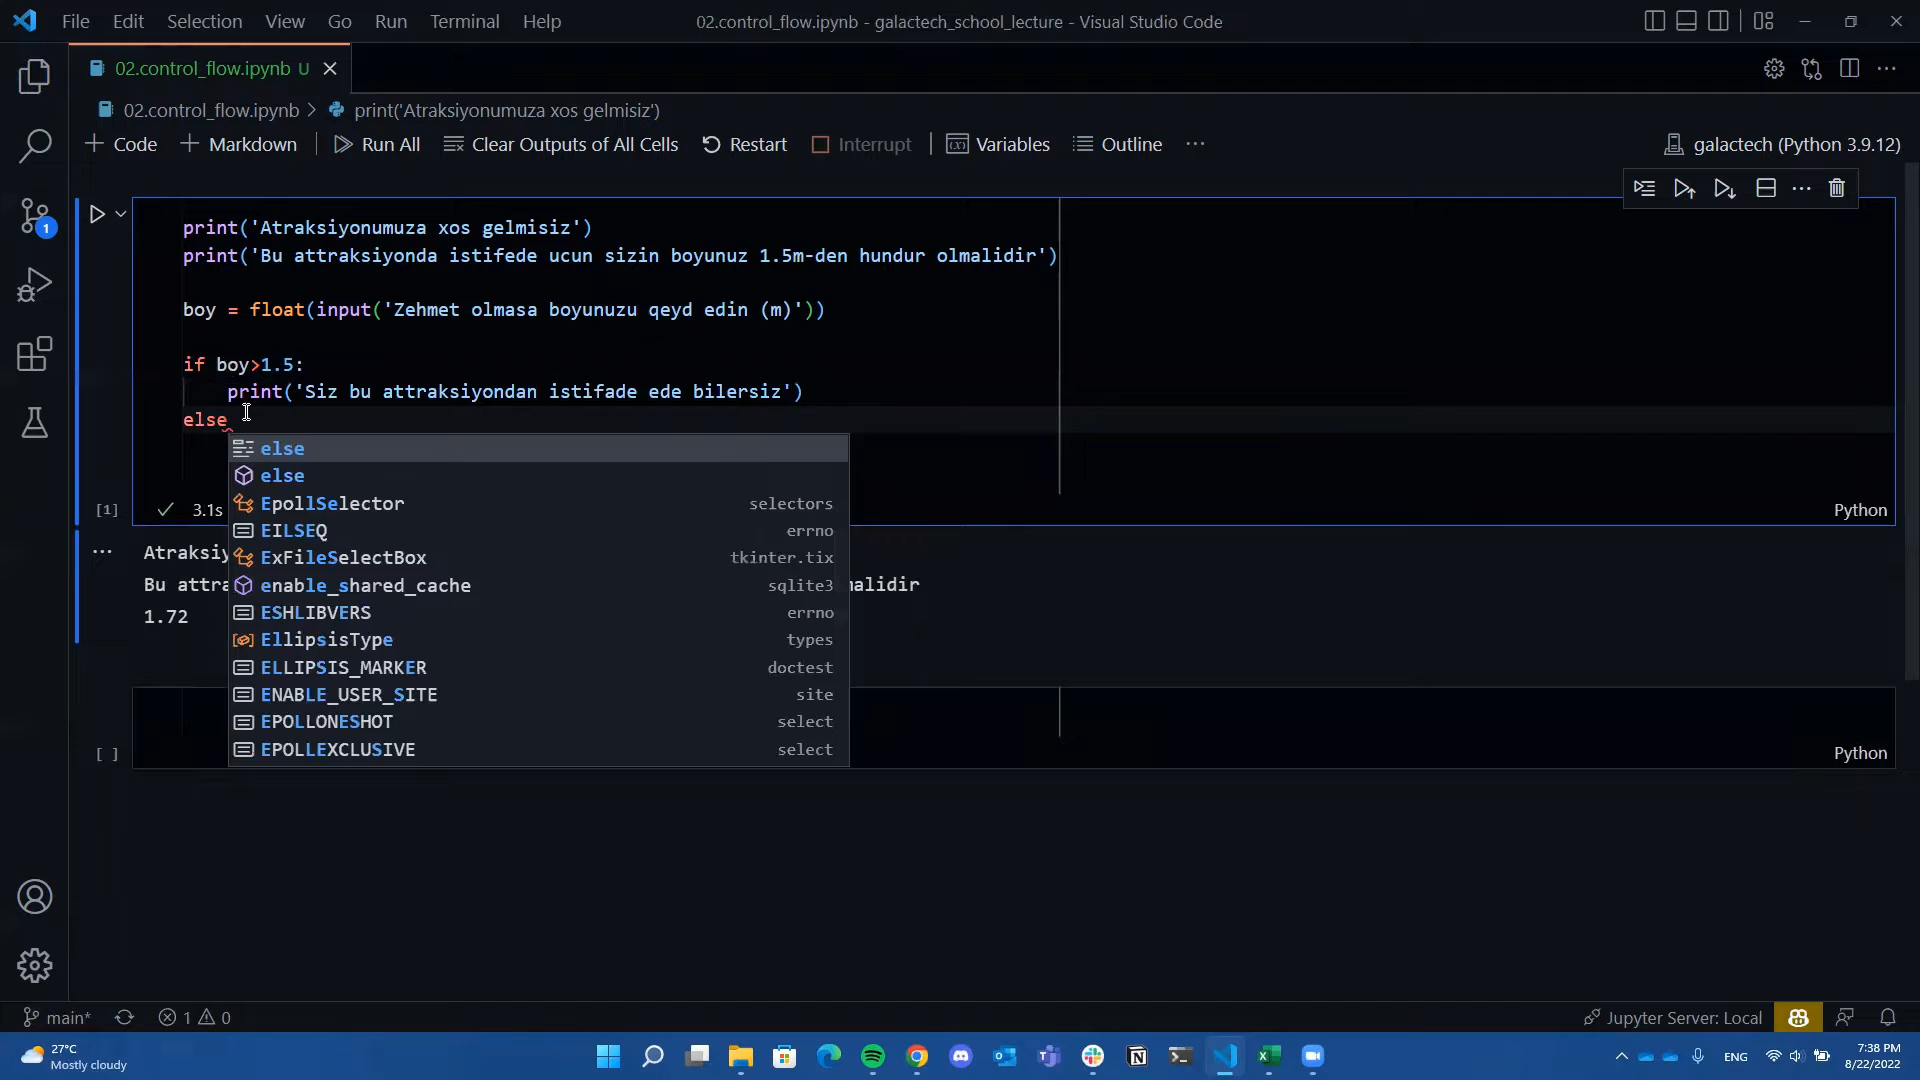 File Edit Selection View Go Run Terminal Help
02.control_flow.ipynb - galactech_school_lecture - Visual Studio Code
02.control_flow.ipynb U
02.control_flow.ipynb > print('Atraksiyonumuza xos gelmisiz')
+ Code + Markdown Run All Clear Outputs of All Cells Restart Interrupt Variables Outline ...
galactech (Python 3.9.12)
1
print('Atraksiyonumuza xos gelmisiz')
print('Bu attraksiyonda istifede ucun sizin boyunuz 1.5m-den hundur olmalidir')
boy = float(input('Zehmet olmasa boyunuzu qeyd edin (m)'))
if boy>1.5:
print('Siz bu attraksiyondan istifade ede bilersiz')
else
else
else
EpollSelector selectors
EILSEQ errno
ExFileSelectBox tkinter.tix
enable_shared_cache sqlite3
ESHLIBVERS errno
EllipsisType types
ELLIPSIS_MARKER doctest
ENABLE_USER_SITE site
EPOLLONESHOT select
EPOLLEXCLUSIVE select
[1] 3.1s
Python
Atraksiy
Bu attra
malidir
1.72
[ ]
Python
main* 1 0
Jupyter Server: Local
27°C
Mostly cloudy
ENG
7:38 PM
8/22/2022